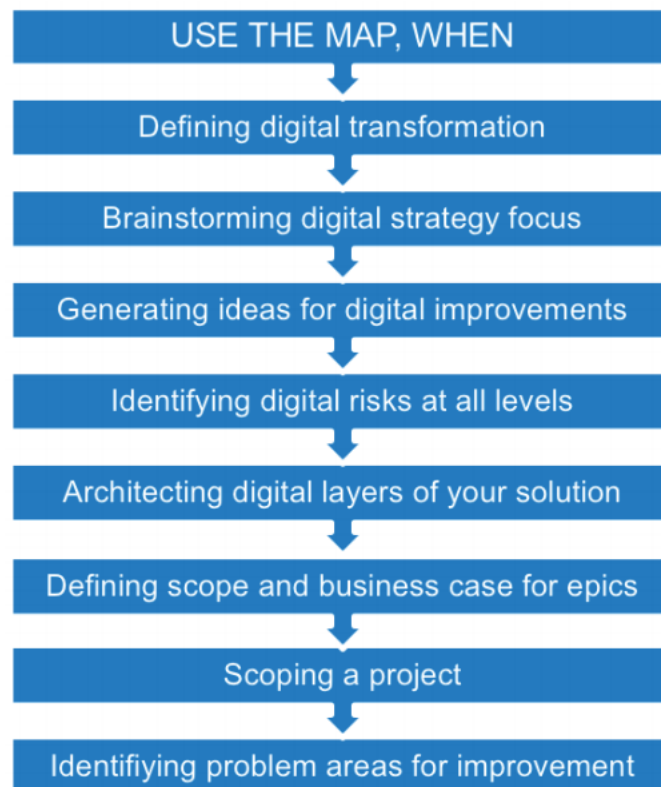 USE THE MAP, WHEN
Defining digital transformation
Brainstorming digital strategy focus
Generating ideas for digital improvements
Identifying digital risks at all levels
Architecting digital layers of your solution
Defining scope and business case for epics
Scoping a project
Identifiying problem areas for improvement